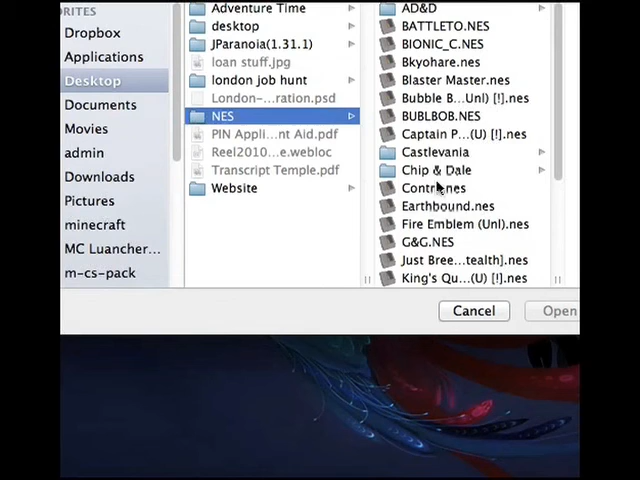 ORITES
Dropbox
Applications
Desktop
Documents
Movies
admin
Downloads
Pictures
minecraft
MC Luancher...
m-cs-pack
Adventure Time
desktop
JParanoia(1.31.1)
loan stuff.jpg
london job hunt
London-...ration.psd
NES
PIN Appli...nt Aid.pdf
Reel2010...e.webloc
Transcript Temple.pdf
Website
AD&D
BATTLETO.NES
BIONIC_C.NES
Bkyohare.nes
Blaster Master.nes
Bubble B...Unl) [!].nes
BUBLBOB.NES
Captain P...(U) [!].nes
Castlevania
Chip & Dale
Contra.nes
Earthbound.nes
Fire Emblem (Unl).nes
G&G.NES
Just Bree...tealth].nes
King's Qu...(U) [!].nes
Cancel
Open